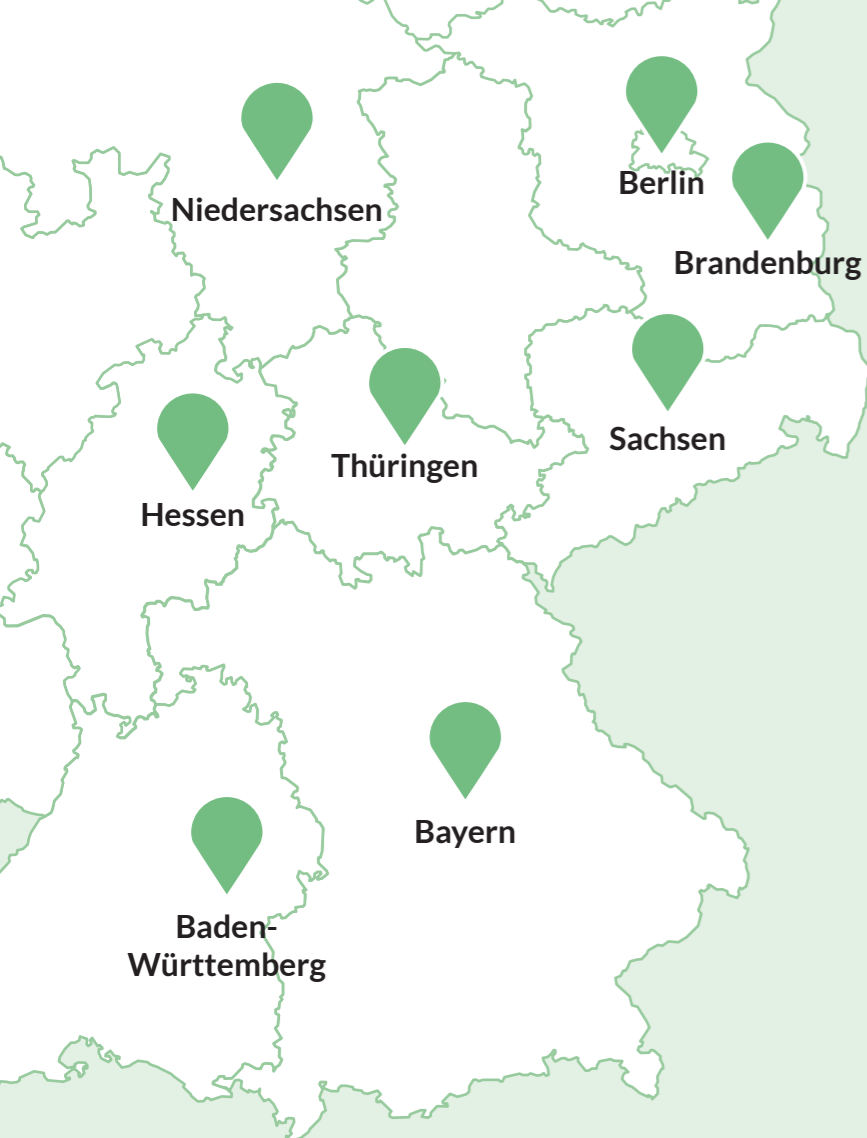 Berlin
Niedersachsen
Brandenburg
Sachsen
Thüringen
Hessen
Bayern
Baden-
Württemberg